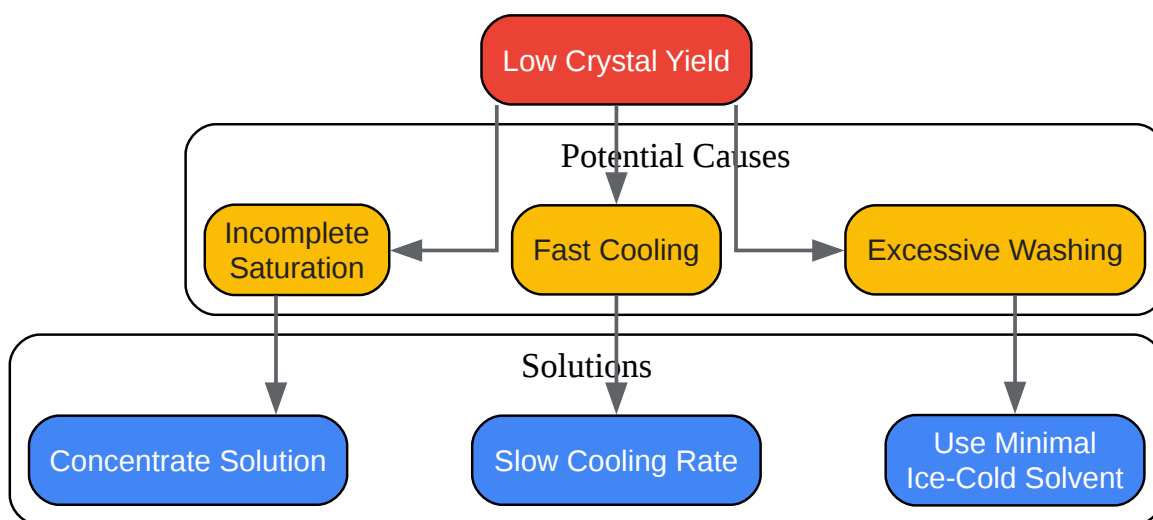 Low Crystal Yield
Potential Causes
Incomplete
Saturation
Fast Cooling
Excessive Washing
Solutions
Concentrate Solution
Slow Cooling Rate
Use Minimal
Ice-Cold Solvent